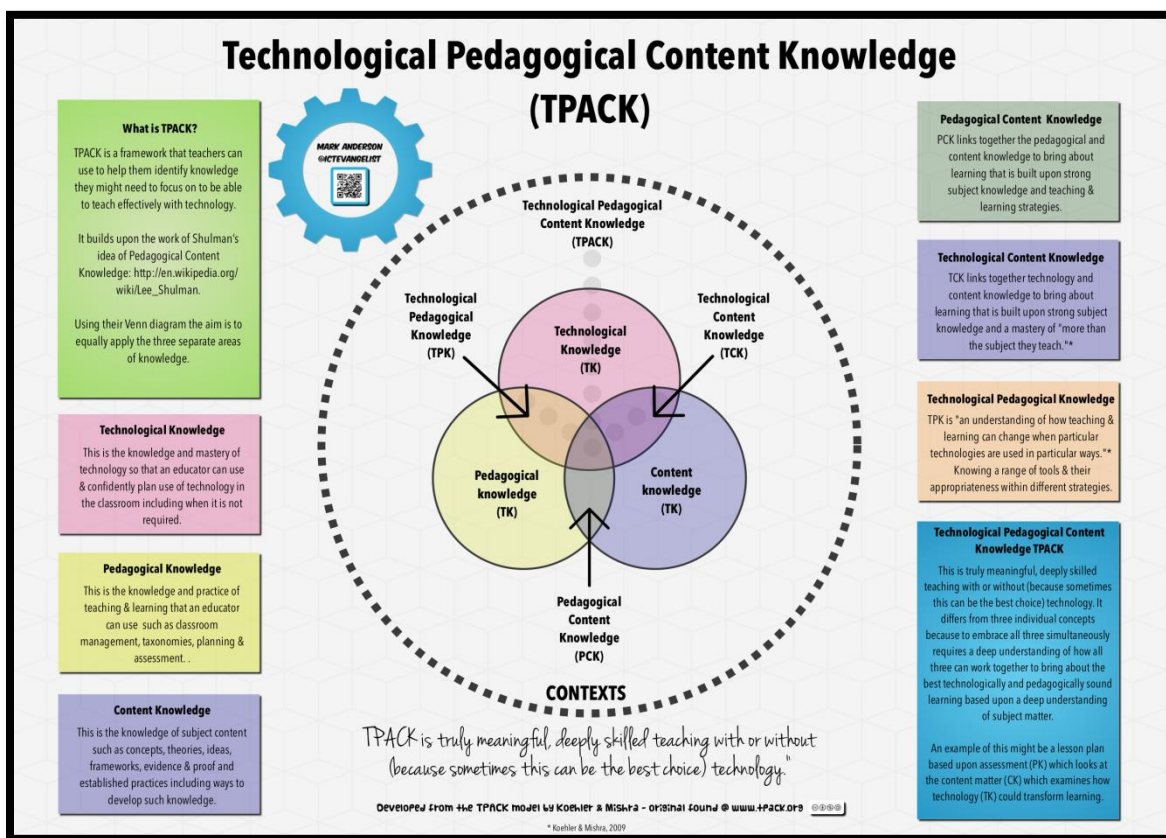 Technological Pedagogical Content Knowledge
(TPACK)
What is TPACK?
TPACK is a framework that teachers can
use to help them identify knowledge
they might need to focus on to be able
to teach effectively with technology.
It builds upon the work of Shulman's
idea of Pedagogical Content
Knowledge: http://en.wikipedia.org/
wiki/Lee_Shulman.
Using their Venn diagram the aim is to
equally apply the three separate areas
of knowledge.
Technological Knowledge
This is the knowledge and mastery of
technology so that an educator can use
& confidently plan use of technology in
the classroom including when it is not
required.
Pedagogical Knowledge
This is the knowledge and practice of
teaching & learning that an educator
can use such as classroom
management, taxonomies, planning &
assessment. .
Content Knowledge
This is the knowledge of subject content
such as concepts, theories, ideas,
frameworks, evidence & proof and
established practices including ways to
develop such knowledge.
MARK ANDERSON
@ICTEVANGELIST
Technological Pedagogical
Content Knowledge
(TPACK)
Technological
Pedagogical
Knowledge
(TPK)
Technological
Knowledge
(TK)
Technological
Content
Knowledge
(TCK)
Pedagogical
knowledge
(TK)
Content
knowledge
(TK)
Pedagogical
Content
Knowledge
(PCK)
CONTEXTS
TPACK is truly meaningful, deeply skilled teaching with or without
(because sometimes this can be the best choice) technology."
Developed from the TPACK model by Koehler & Mishra - original found @ www.tpack.org
* Koehler & Mishra, 2009
Pedagogical Content Knowledge
PCK links together the pedagogical and
content knowledge to bring about
learning that is built upon strong
subject knowledge and teaching &
learning strategies.
Technological Content Knowledge
TCK links together technology and
content knowledge to bring about
learning that is built upon strong subject
knowledge and a mastery of "more than
the subject they teach."*
Technological Pedagogical Knowledge
TPK is "an understanding of how teaching &
learning can change when particular
technologies are used in particular ways."*
Knowing a range of tools & their
appropriateness within different strategies.
Technological Pedagogical Content
Knowledge TPACK
This is truly meaningful, deeply skilled
teaching with or without (because sometimes
this can be the best choice) technology. It
differs from three individual concepts
because to embrace all three simultaneously
requires a deep understanding of how all
three can work together to bring about the
best technologically and pedagogically sound
learning based upon a deep understanding
of subject matter.
An example of this might be a lesson plan
based upon assessment (PK) which looks at
the content matter (CK) which examines how
technology (TK) could transform learning.